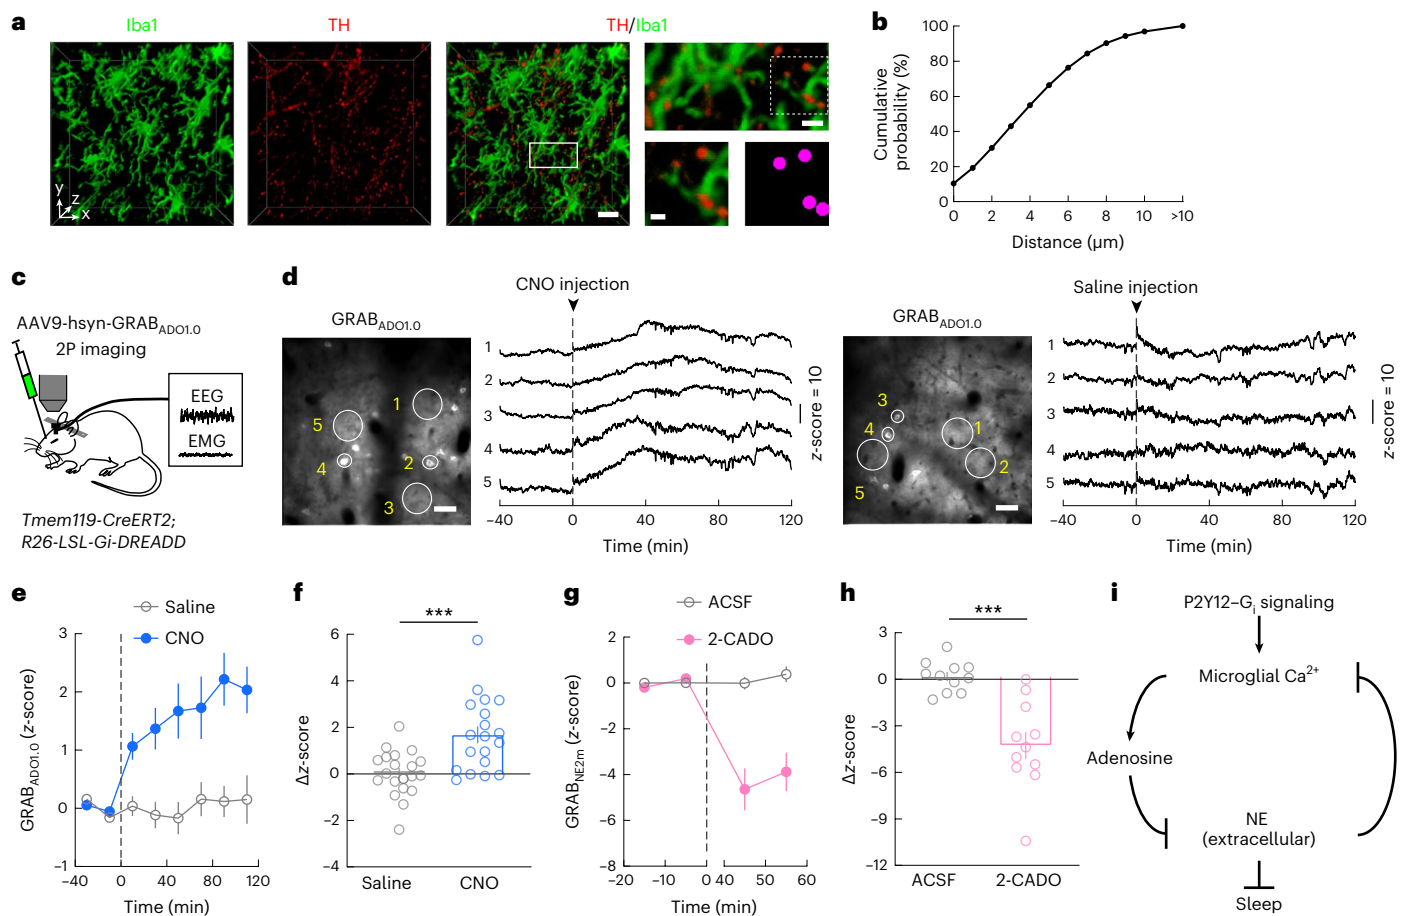 a
Iba1
TH
TH/Iba1
y
z
x
b
Cumulative
probability (%)
100
80
60
40
20
0
0 2 4 6 8 10 >10
Distance (µm)
c
AAV9-hsyn-GRAB_ADO1.0
2P imaging
EEG
EMG
Tmem119-CreERT2;
R26-LSL-Gi-DREADD
d
GRAB_ADO1.0
1
5
4
2
3
CNO injection
1
2
3
4
5
z-score = 10
−40 0 40 80 120
Time (min)
GRAB_ADO1.0
3
4
1
2
5
Saline injection
1
2
3
4
5
z-score = 10
−40 0 40 80 120
Time (min)
e
Saline
CNO
GRAB_ADO1.0 (z-score)
3
2
1
0
−1
−40 0 40 80 120
Time (min)
f
***
Δz-score
6
4
2
0
−2
−4
Saline CNO
g
ACSF
2-CADO
GRAB_NE2m (z-score)
2
0
−2
−4
−6
−8
−20 −10 0 40 50 60
Time (min)
h
***
Δz-score
3
0
−3
−6
−9
−12
ACSF 2-CADO
i
P2Y12–G_i signaling
Microglial Ca²⁺
Adenosine
NE
(extracellular)
Sleep